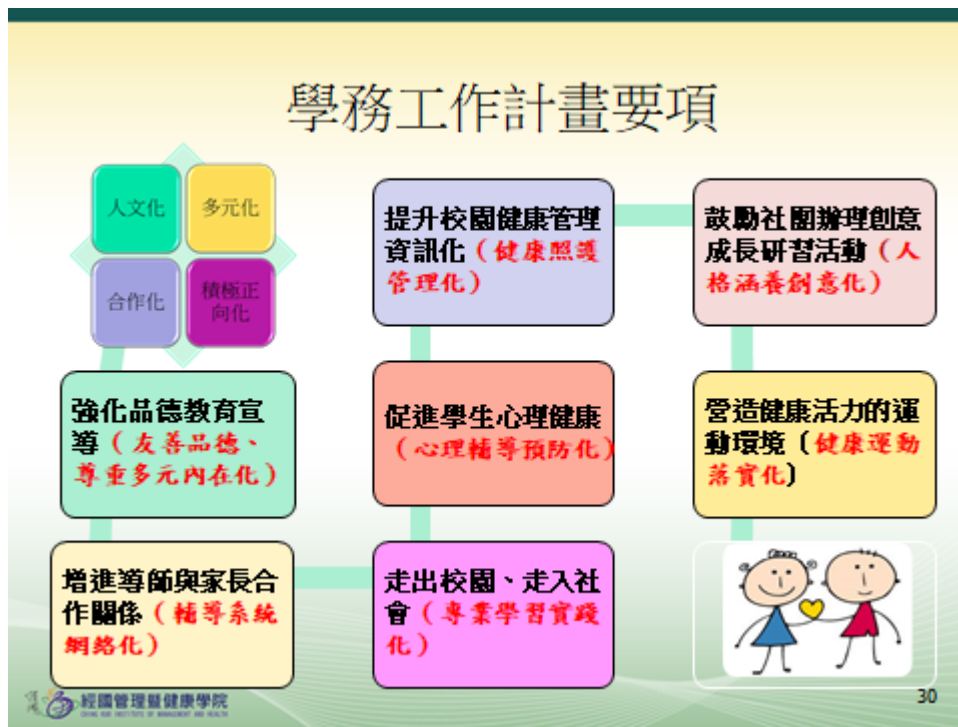 學務工作計畫要項
人文化
多元化
合作化
積極正
向化
強化品德教育宣
導（友善品德、
尊重多元內在化）
增進導師與家長合
作關係（輔導系統
網絡化）
走出校園、走入社
會（專業學習實踐
化）
促進學生心理健康
（心理輔導預防化）
提升校園健康管理
資訊化（健康照護
管理化）
鼓勵社團辦理創意
成長研習活動（人
格涵養創意化）
營造健康活力的運
動環境〔健康運動
落實化〕
經國管理暨健康學院
CHING KUO INSTITUTE OF MANAGEMENT AND HEALTH
30